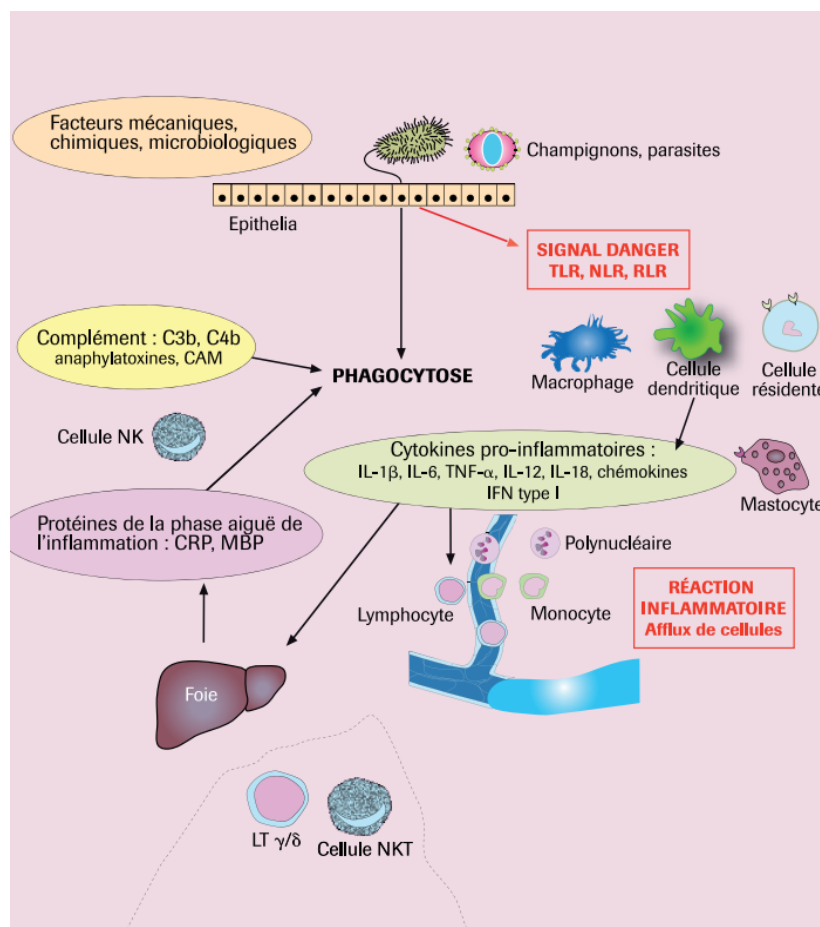 Facteurs mécaniques,
chimiques, microbiologiques
Champignons, parasites
Epithelia
SIGNAL DANGER
TLR, NLR, RLR
Complément : C3b, C4b
anaphylatoxines, CAM
PHAGOCYTOSE
Macrophage
Cellule
dendritique
Cellule
résidente
Cellule NK
Cytokines pro-inflammatoires :
IL-1β, IL-6, TNF-α, IL-12, IL-18, chémokines
IFN type I
Mastocyte
Protéines de la phase aiguë de
l'inflammation : CRP, MBP
Polynucléaire
Lymphocyte
Monocyte
RÉACTION
INFLAMMATOIRE
Afflux de cellules
Foie
LT γ/δ
Cellule NKT